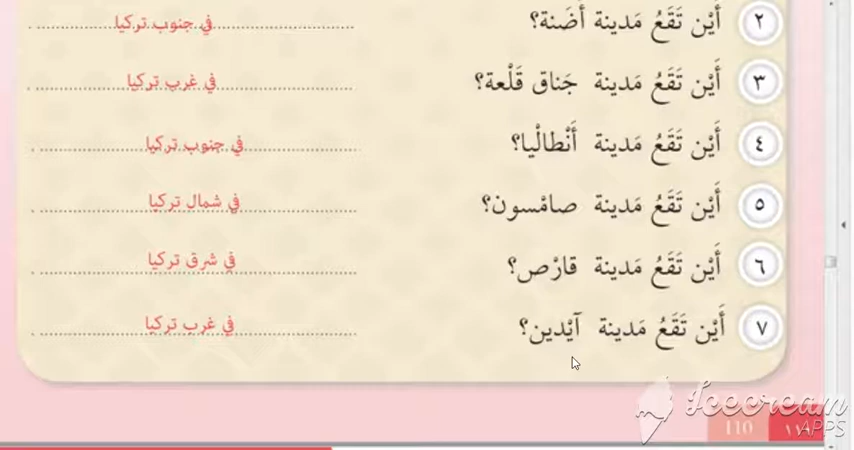 ٢ أَيْن تَقَعُ مَدينة أَضَنة؟ في جنوب تركيا
٣ أَيْن تَقَعُ مَدينة جَناق قَلْعة؟ في غرب تركيا
٤ أَيْن تَقَعُ مَدينة أَنْطالْيا؟ في جنوب تركيا
٥ أَيْن تَقَعُ مَدينة صامْسون؟ في شمال تركيا
٦ أَيْن تَقَعُ مَدينة قارْص؟ في شرق تركيا
٧ أَيْن تَقَعُ مَدينة آيْدين؟ في غرب تركيا
Icecream
APPS
110